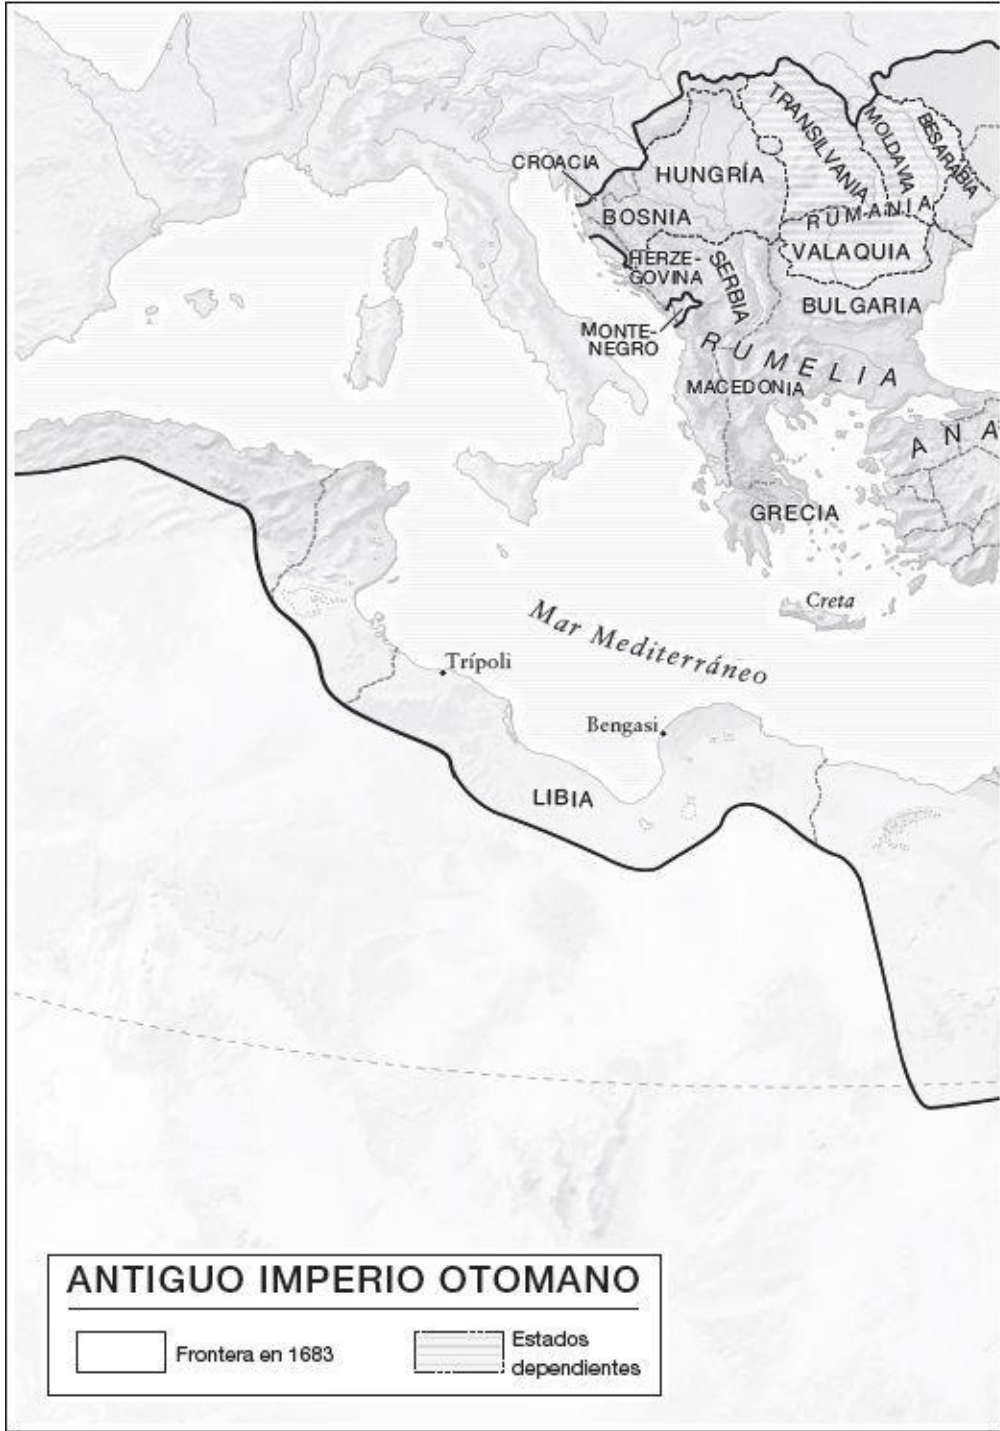 TRANSILVANIA
MOLDAVIA
BESARABIA
CROACIA
HUNGRÍA
BOSNIA
RUMANIA
VALAQUIA
HERZE-
GOVINA
SERBIA
BULGARIA
MONTE-
NEGRO
RUMELIA
MACEDONIA
ANA
GRECIA
Creta
Mar Mediterráneo
Trípoli
Bengasi
LIBIA
ANTIGUO IMPERIO OTOMANO
Frontera en 1683
Estados
dependientes